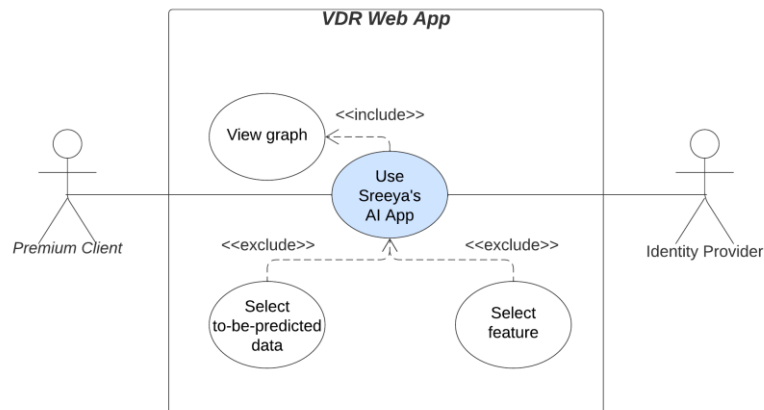 VDR Web App
<<include>>
View graph
Use
Sreeya's
AI App
Premium Client
Identity Provider
<<exclude>>
<<exclude>>
Select
to-be-predicted
data
Select
feature